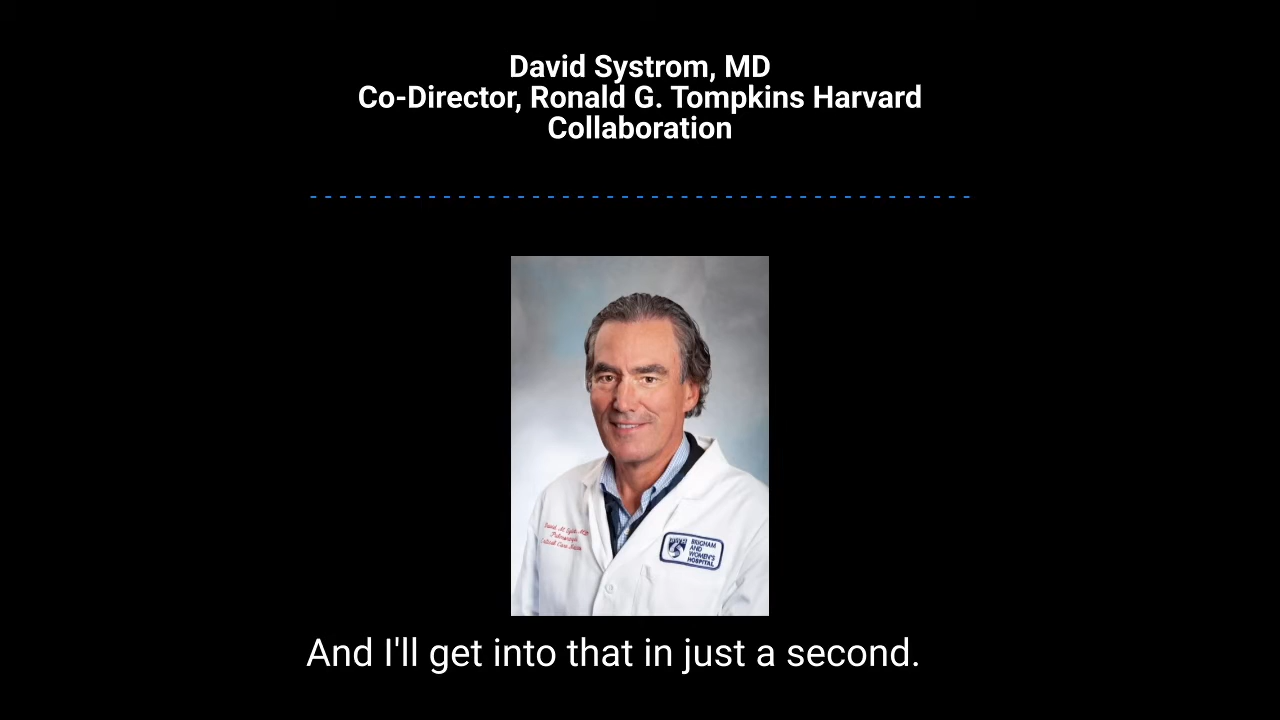 David Systrom, MD
Co-Director, Ronald G. Tompkins Harvard
Collaboration
- - - - - - - - - - - - - - - - - - - - - - - - - - - - - - - - - - - - - - - - - - - - -
BRIGHAM
AND
WOMEN'S
HOSPITAL
And I'll get into that in just a second.